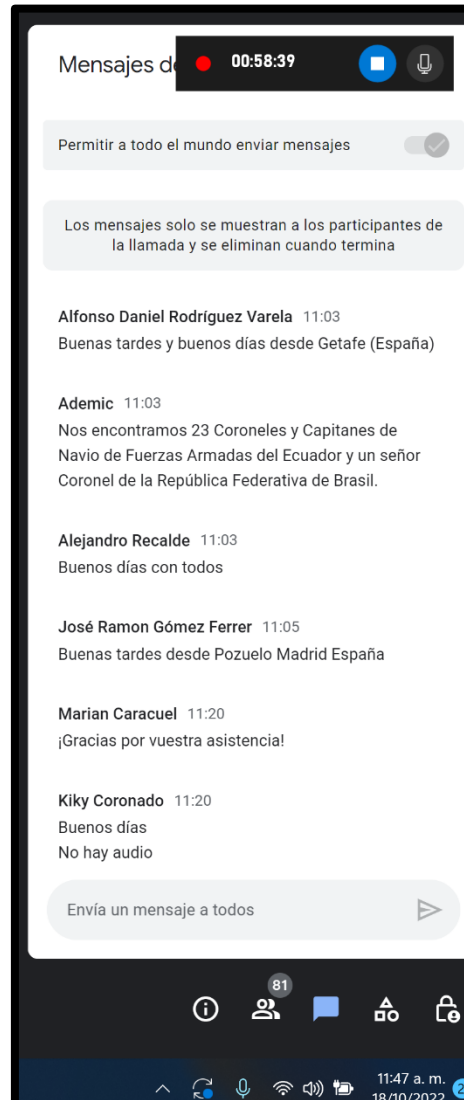 Mensajes d
00:58:39
Permitir a todo el mundo enviar mensajes
Los mensajes solo se muestran a los participantes de
la llamada y se eliminan cuando termina
Alfonso Daniel Rodríguez Varela 11:03
Buenas tardes y buenos días desde Getafe (España)
Ademic 11:03
Nos encontramos 23 Coroneles y Capitanes de
Navio de Fuerzas Armadas del Ecuador y un señor
Coronel de la República Federativa de Brasil.
Alejandro Recalde 11:03
Buenos días con todos
José Ramon Gómez Ferrer 11:05
Buenas tardes desde Pozuelo Madrid España
Marian Caracuel 11:20
¡Gracias por vuestra asistencia!
Kiky Coronado 11:20
Buenos días
No hay audio
Envía un mensaje a todos
81
11:47 a. m.
18/10/2022
2